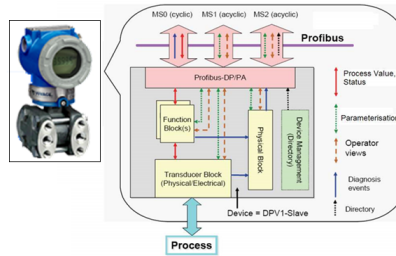 MS0 (cyclic) MS1 (acyclic) MS2 (acyclic)
Profibus
Profibus-DP/PA
Function
Block(s)
Physical Block
Device Management
(Directory)
Transducer Block
(Physical/Electrical)
Device = DPV1-Slave
Process
Process Value,
Status
Parameterisation
Operator
views
Diagnosis
events
Directory